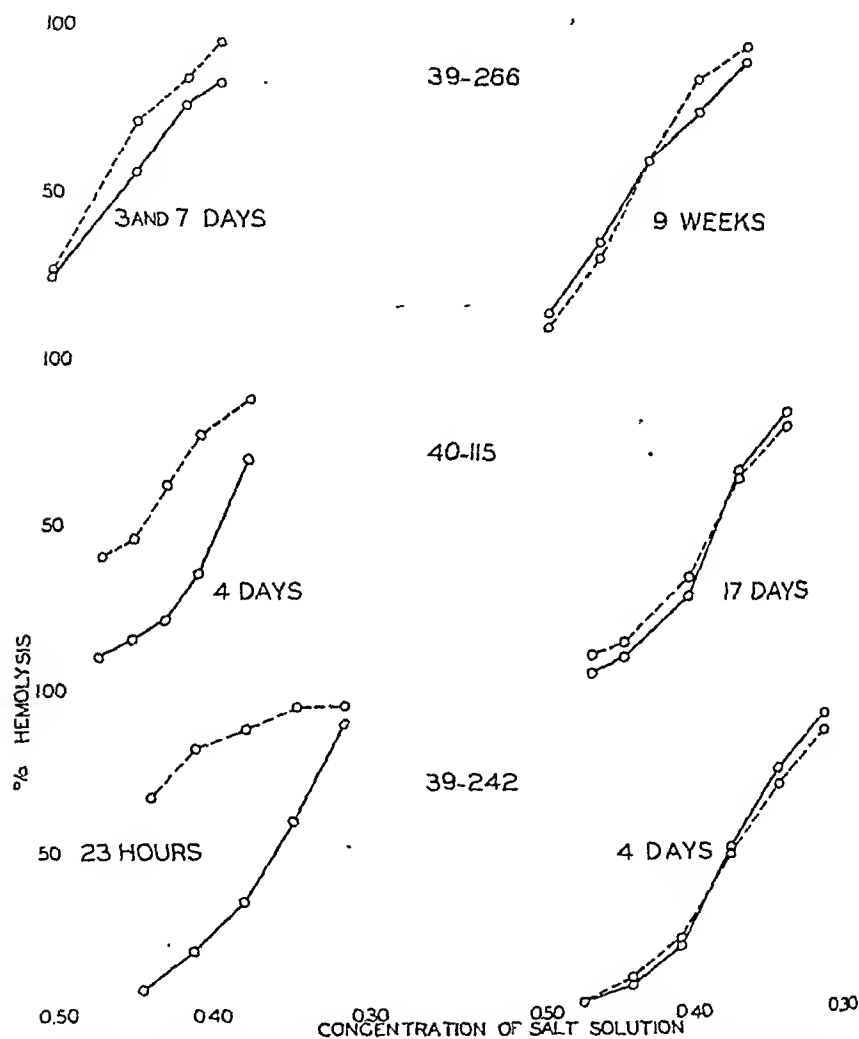 100
39-266
50
3 AND 7 DAYS
9 WEEKS
100
40-115
50
4 DAYS
17 DAYS
% HEMOLYSIS
100
39-242
50
23 HOURS
4 DAYS
0.50 0.40 0.30 0.50 0.40 0.30
CONCENTRATION OF SALT SOLUTION